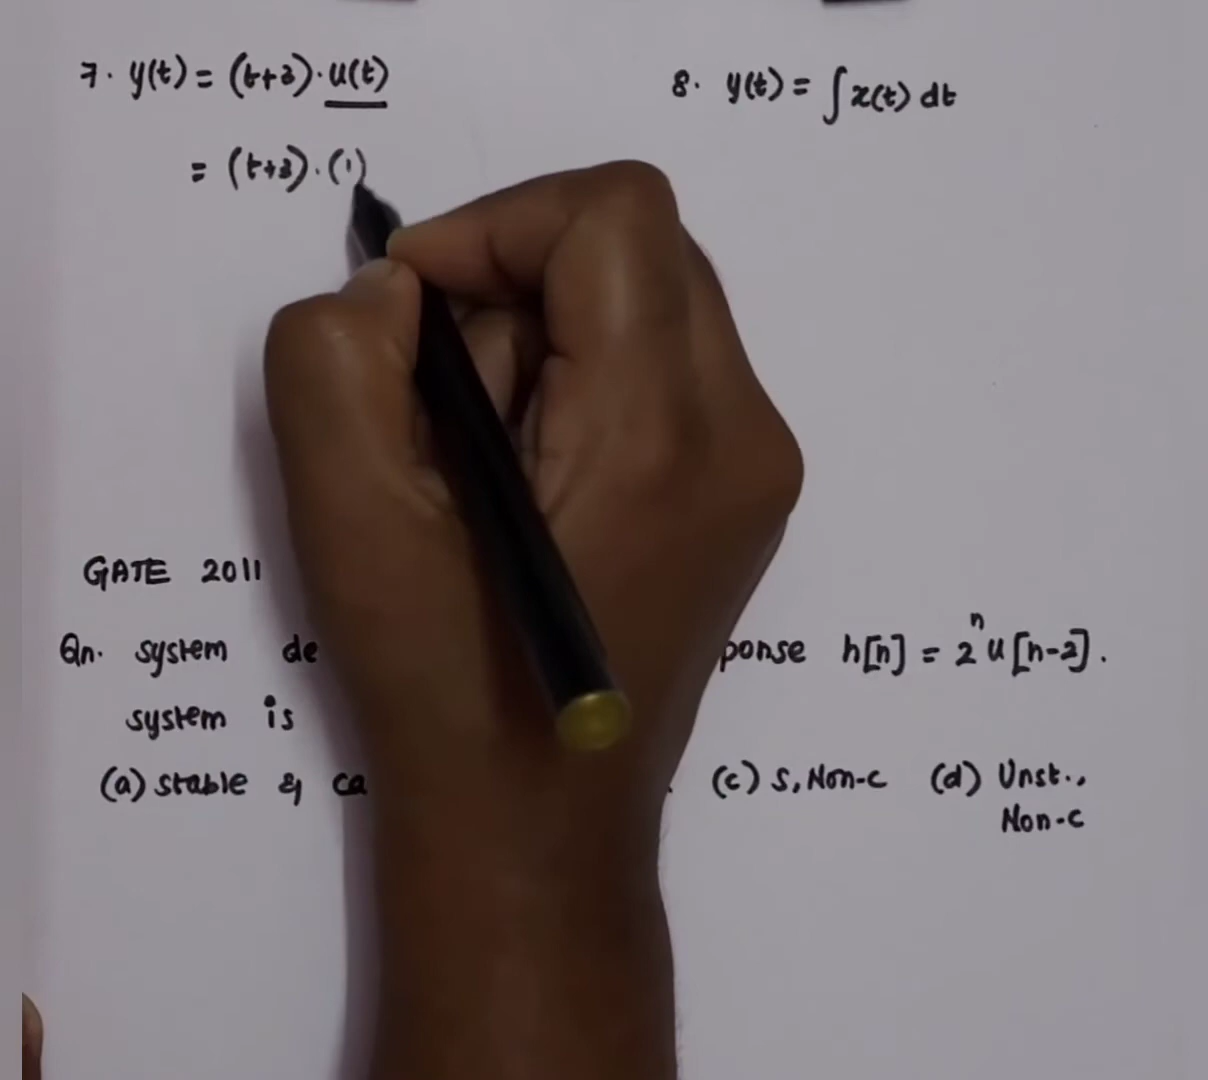 7. y(t) = (t+3).u(t)
= (t+3).(1)
8. y(t) = ∫x(t) dt
GATE 2011
Qn. system de ponse h[n] = 2ⁿ u[n-2].
system is
(a) stable & ca (c) S, Non-c (d) Unst.,
Non-c